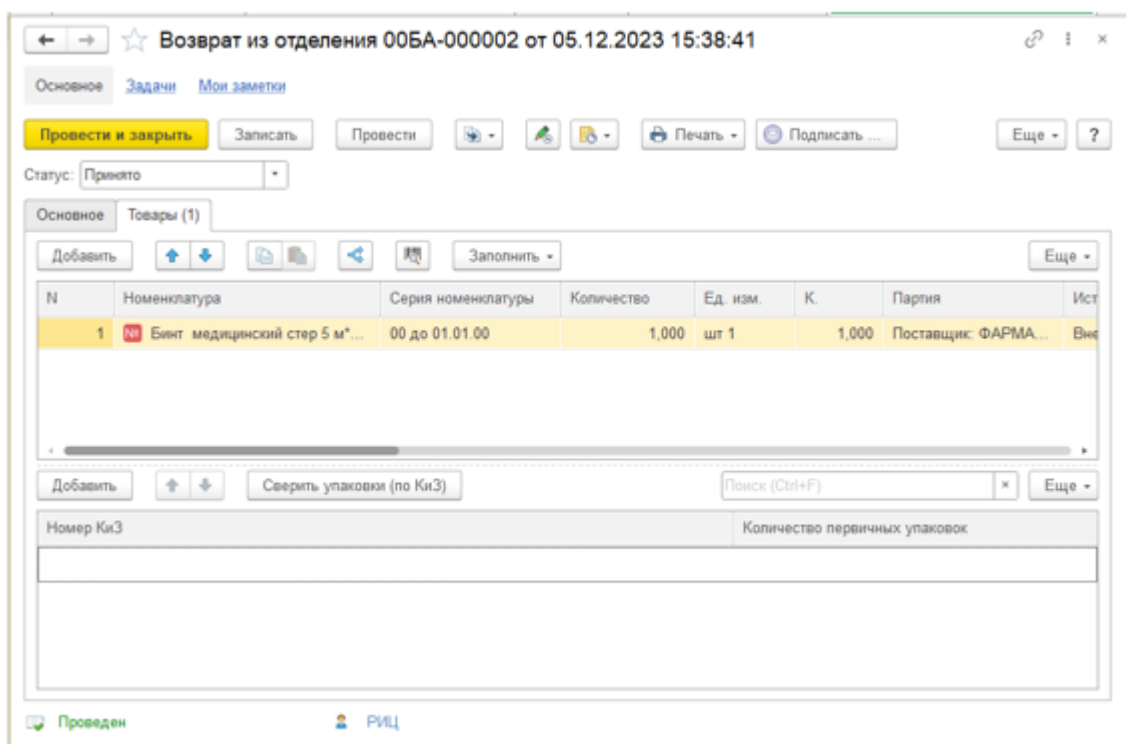 Возврат из отделения 00БА-000002 от 05.12.2023 15:38:41
Основное Задачи Мои заметки
Провести и закрыть Записать Провести Печать Подписать ... Еще ?
Статус: Принято
Основное Товары (1)
Добавить Заполнить Еще
N Номенклатура Серия номенклатуры Количество Ед. изм. К. Партия Ист
1 № Бинт медицинский стер 5 м*... 00 до 01.01.00 1,000 шт 1 1,000 Поставщик: ФАРМА... Вне
Добавить Сверить упаковки (по КиЗ) Поиск (Ctrl+F) × Еще
Номер КиЗ Количество первичных упаковок
Проведен РИЦ